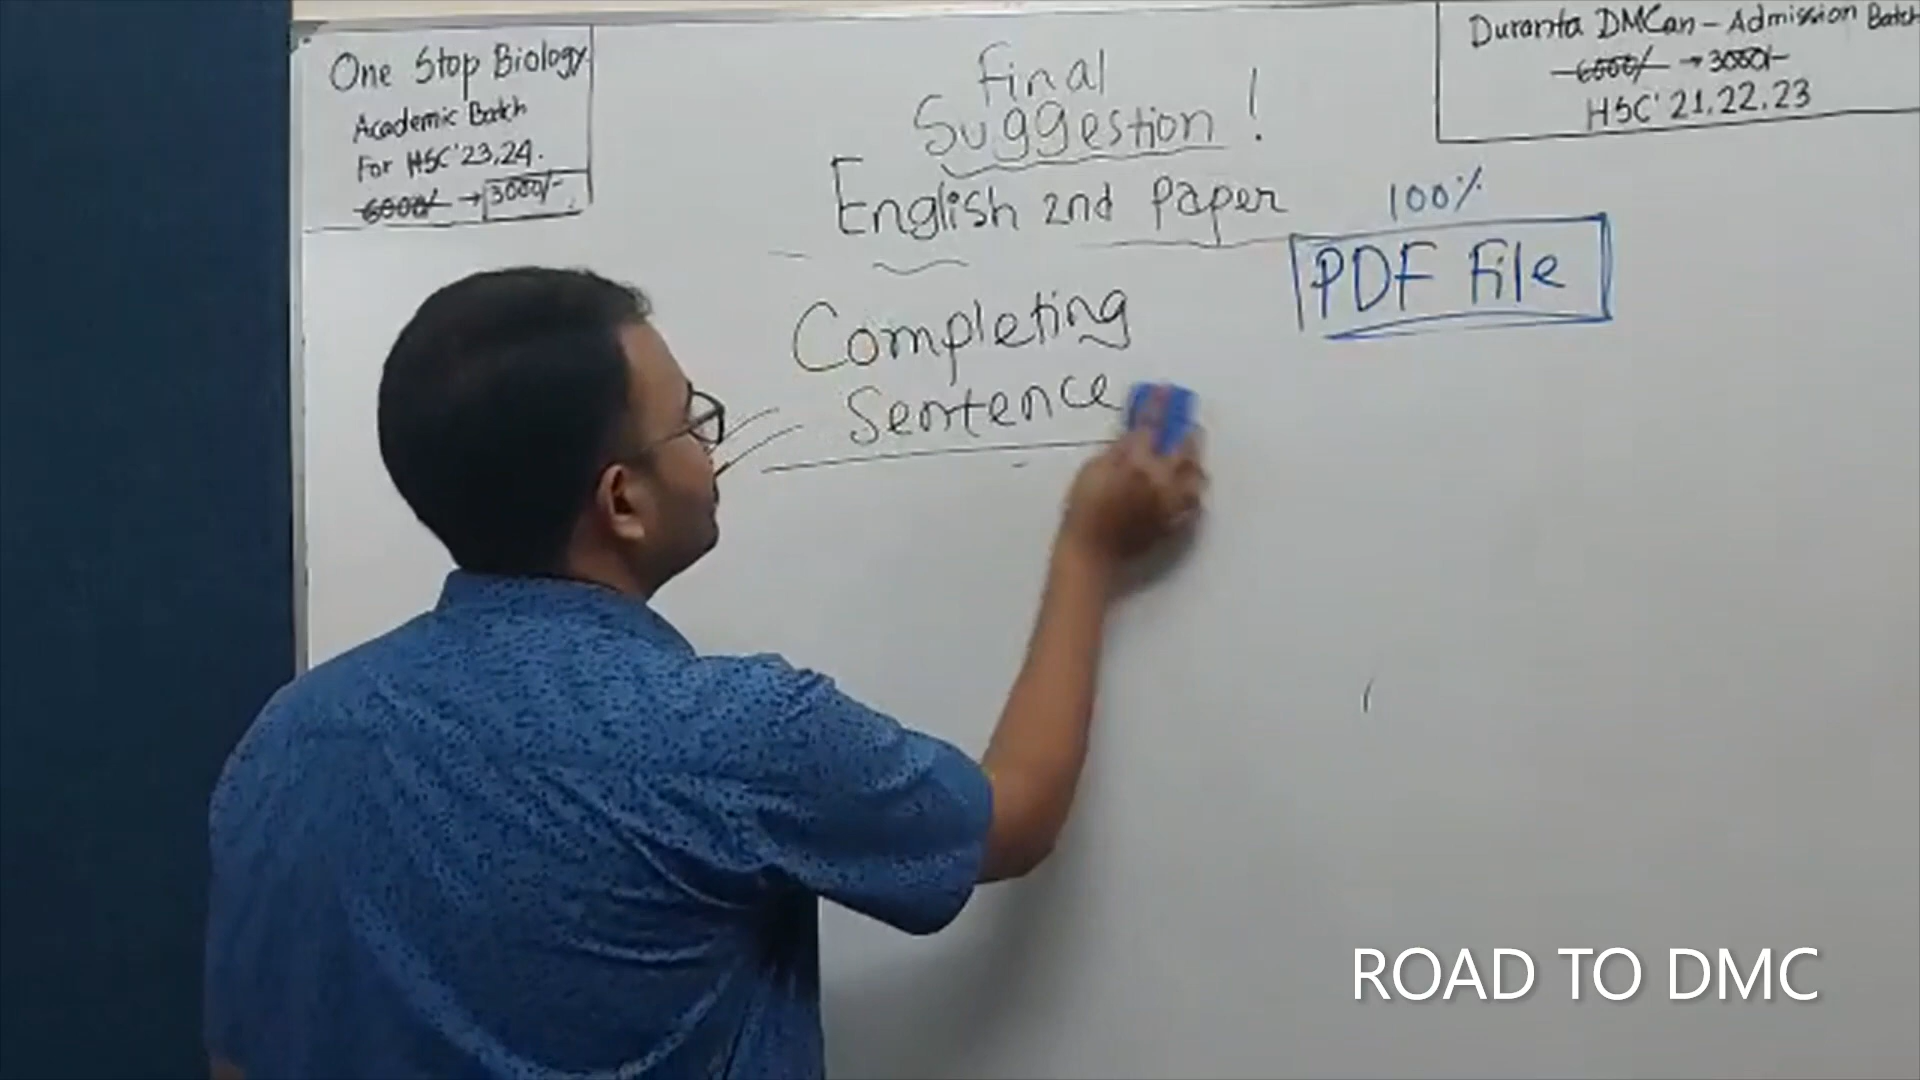 One Stop Biology
Academic Batch
For HSC'23,24.
6000/- → 3000/-
Final
Suggestion!
English 2nd Paper
Completing
Sentence
Duranta DMCan - Admission Batch
6000/- → 3000/-
HSC'21,22,23
100%
PDF File
ROAD TO DMC